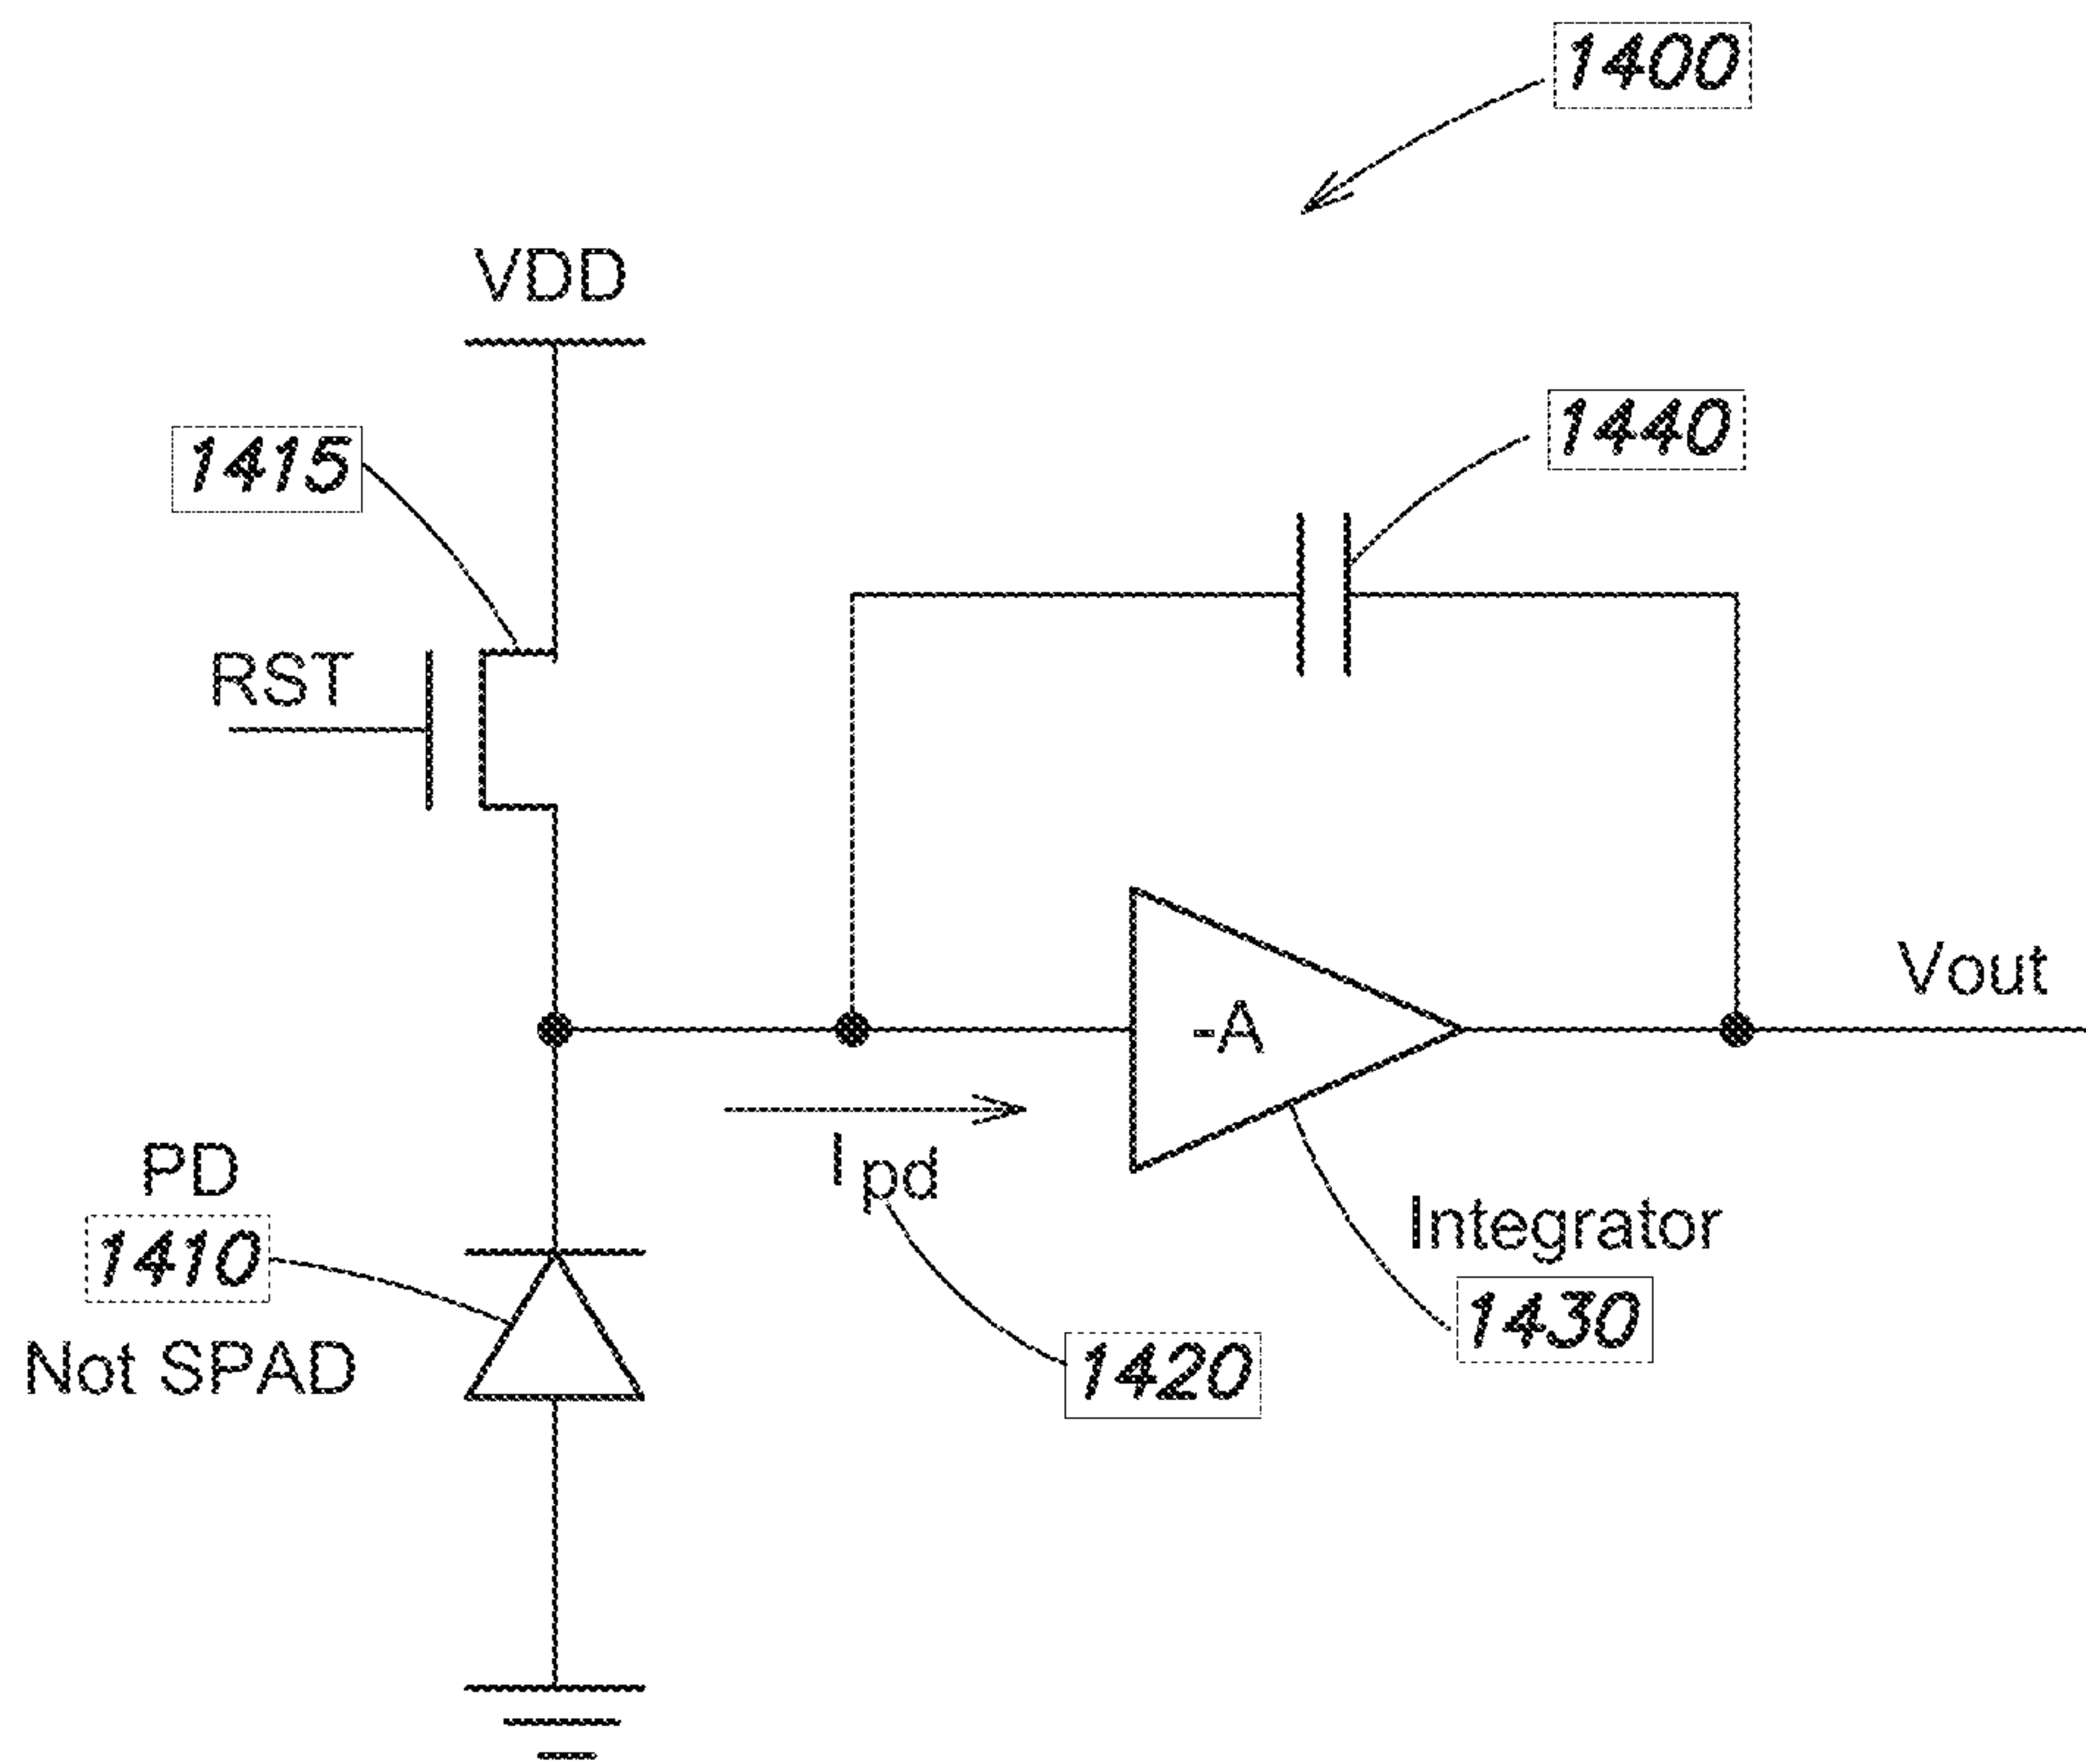 1400
VDD
1440
1415
RST
Vout
-A
PD
Ipd
Integrator
1410
1430
Not SPAD
1420